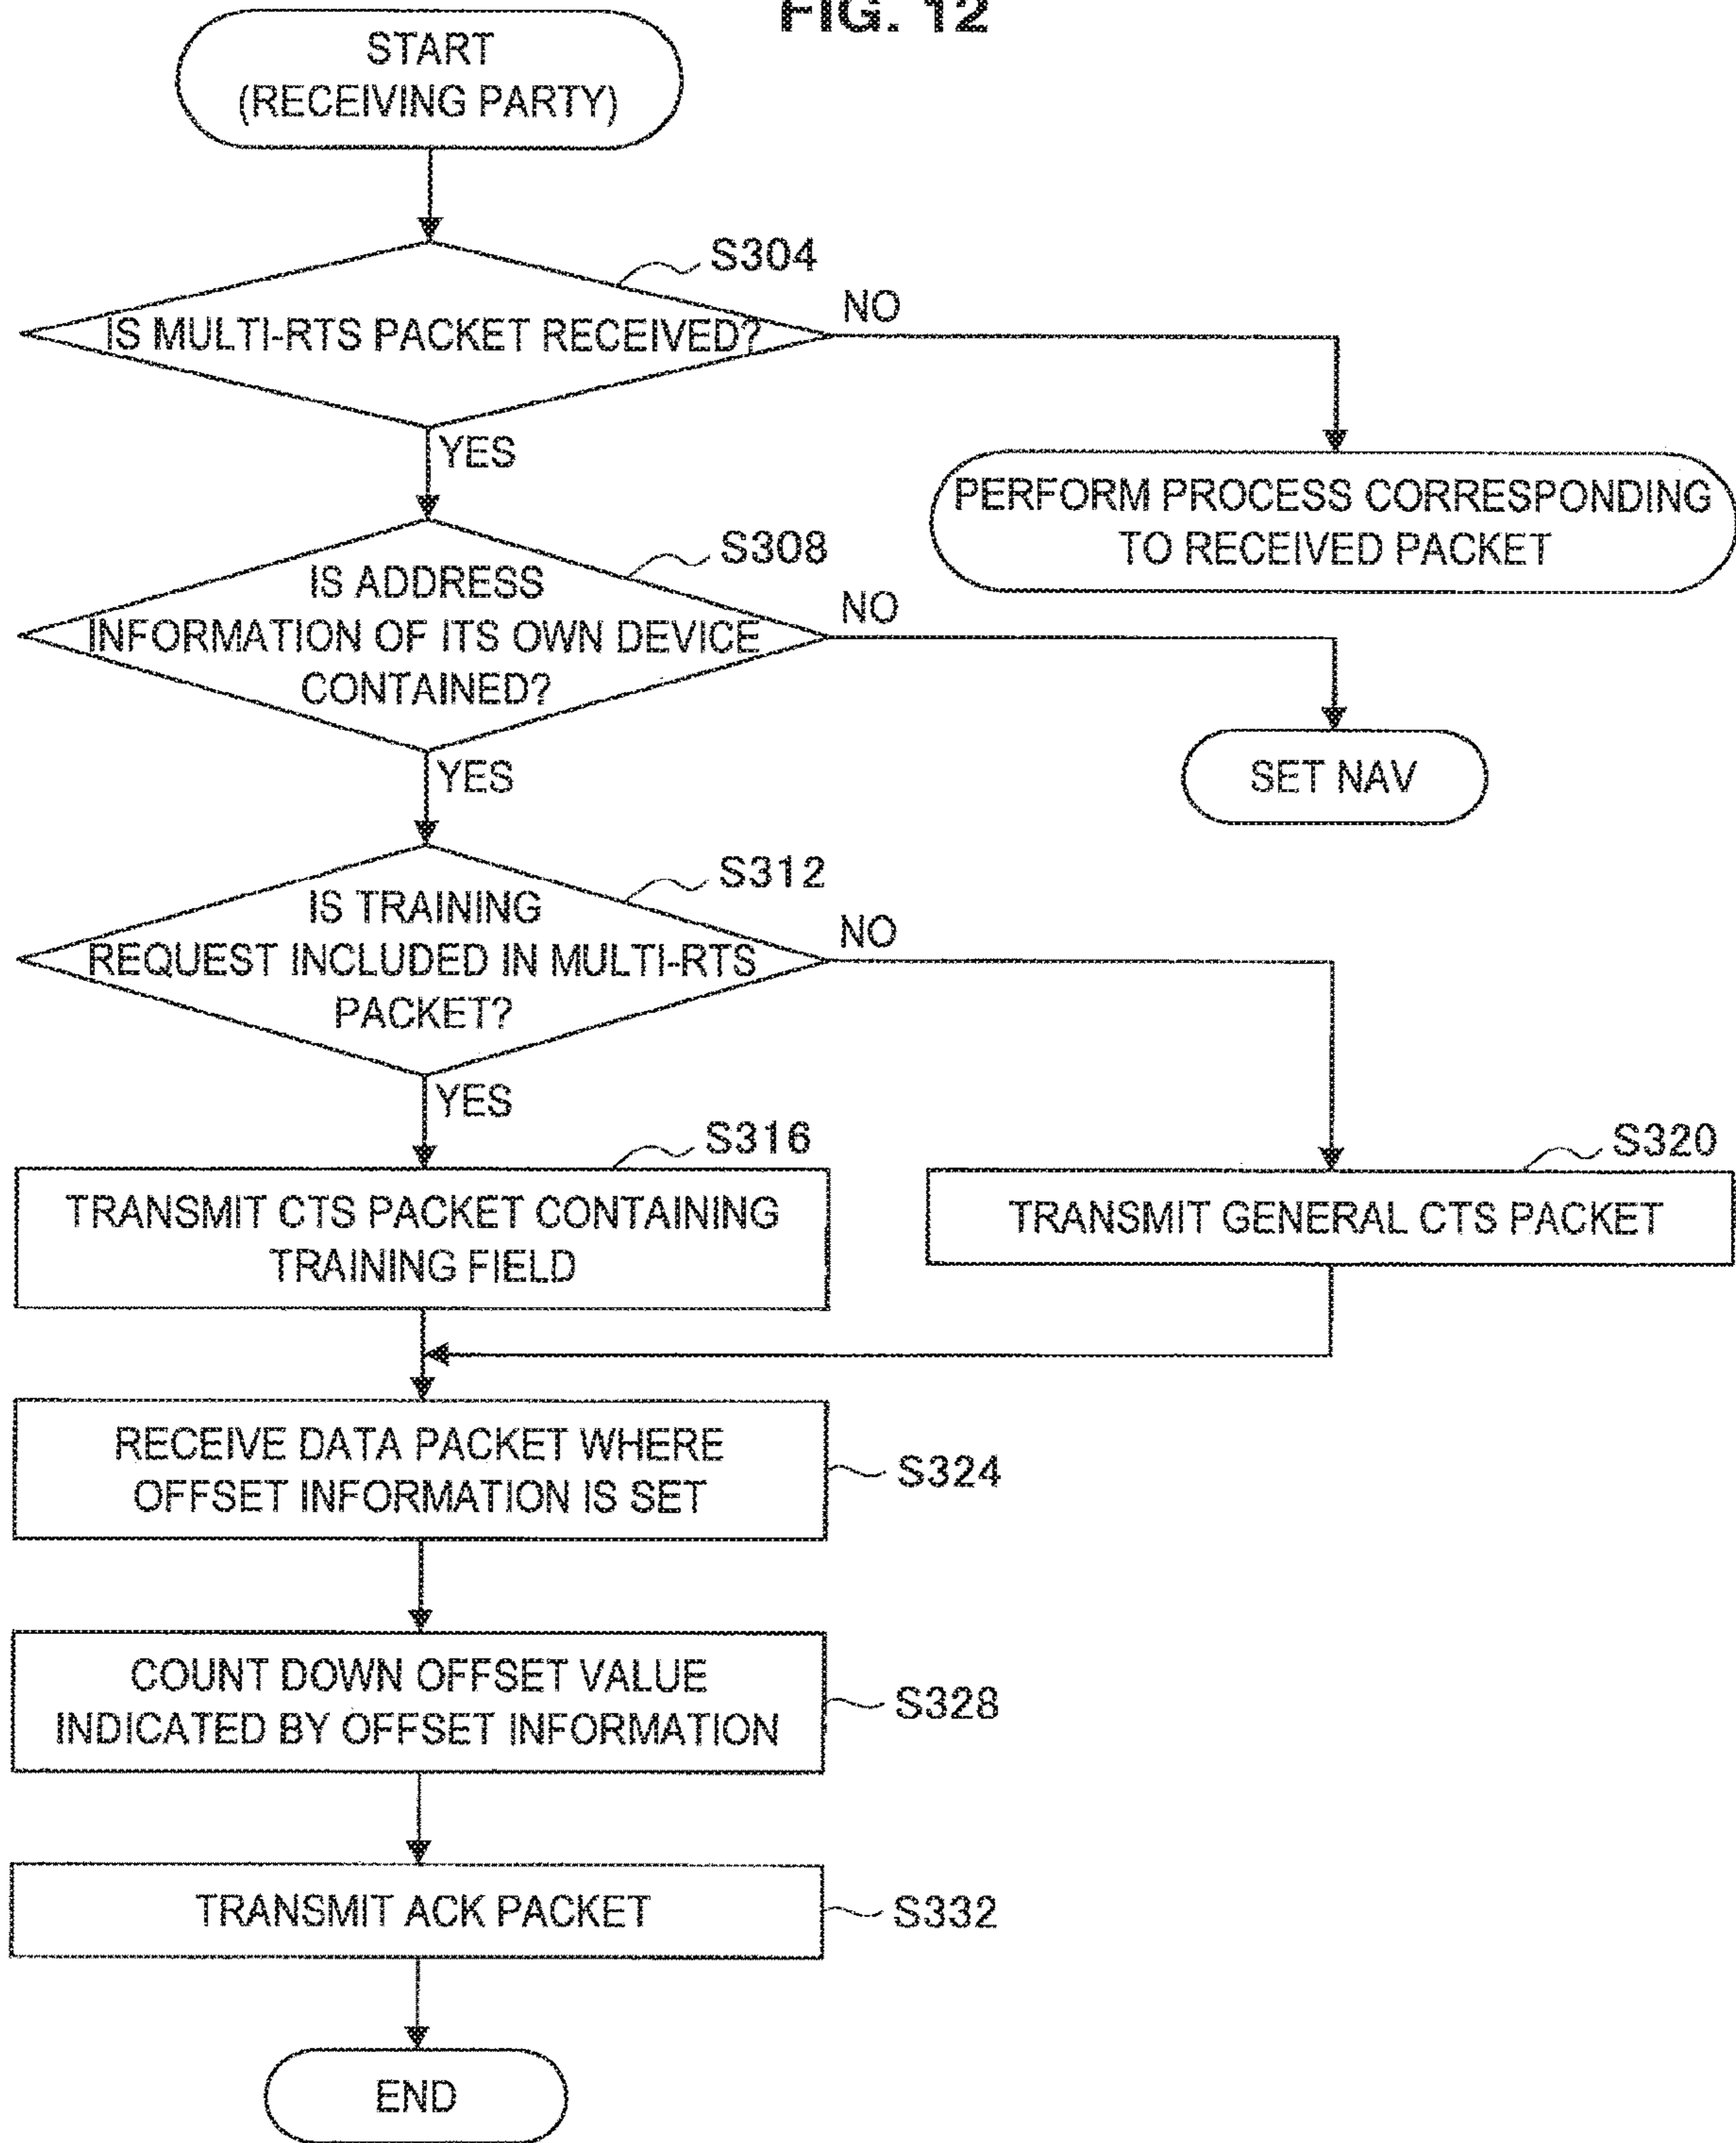 FIG. 12
START
(RECEIVING PARTY)
S304
IS MULTI-RTS PACKET RECEIVED?
NO
YES
PERFORM PROCESS CORRESPONDING
TO RECEIVED PACKET
S308
IS ADDRESS
INFORMATION OF ITS OWN DEVICE
CONTAINED?
NO
YES
SET NAV
S312
IS TRAINING
REQUEST INCLUDED IN MULTI-RTS
PACKET?
NO
YES
S316
TRANSMIT CTS PACKET CONTAINING
TRAINING FIELD
S320
TRANSMIT GENERAL CTS PACKET
RECEIVE DATA PACKET WHERE
OFFSET INFORMATION IS SET
S324
COUNT DOWN OFFSET VALUE
INDICATED BY OFFSET INFORMATION
S328
TRANSMIT ACK PACKET
S332
END